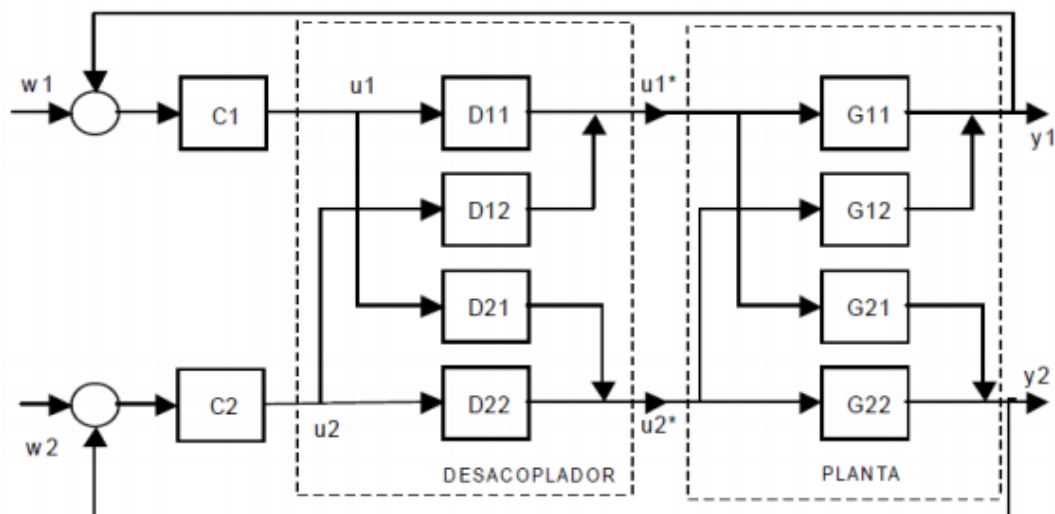 w1
C1
u1
D11
u1*
G11
y1
D12
G12
D21
G21
w2
C2
u2
D22
u2*
G22
y2
DESACOPLADOR
PLANTA